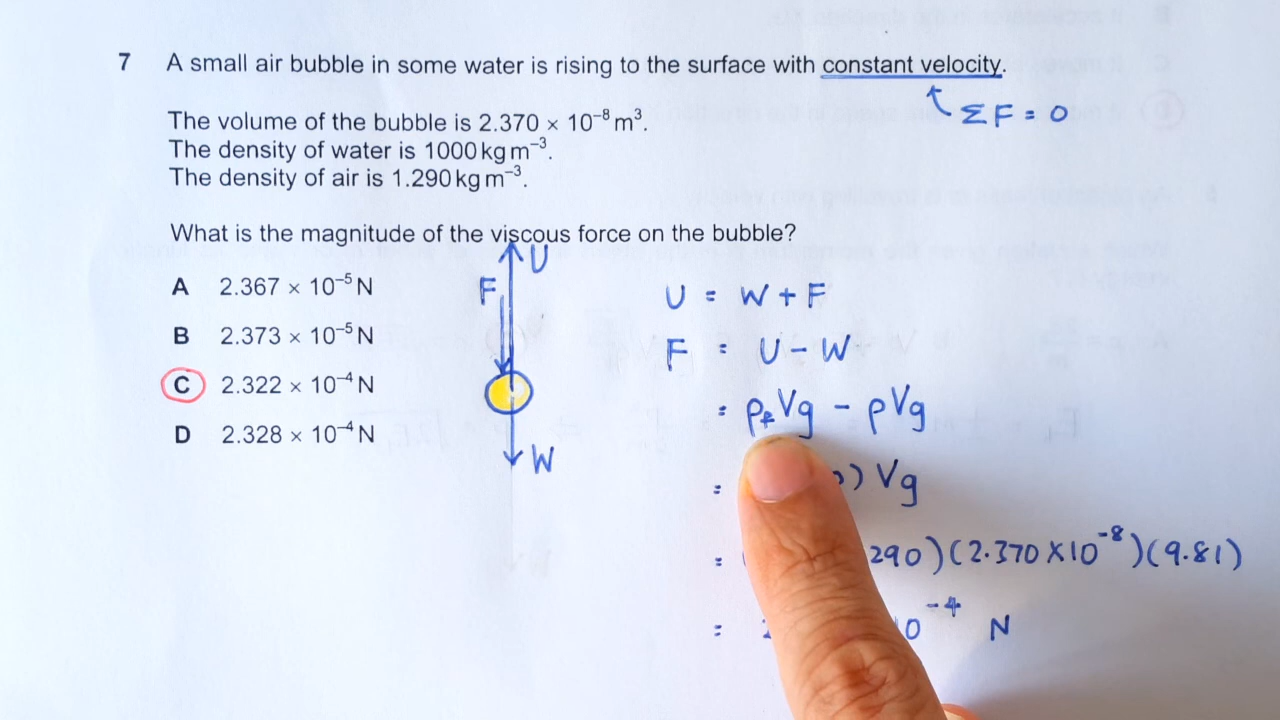 7 A small air bubble in some water is rising to the surface with constant velocity.
ΣF = 0
The volume of the bubble is 2.370 × 10⁻⁸ m³.
The density of water is 1000 kg m⁻³.
The density of air is 1.290 kg m⁻³.
What is the magnitude of the viscous force on the bubble?
A 2.367 × 10⁻⁵ N
B 2.373 × 10⁻⁵ N
C 2.322 × 10⁻⁴ N
D 2.328 × 10⁻⁴ N
U
F
W
U = W + F
F = U - W
= ρ Vg - ρVg
= ) Vg
= 290)(2.370 × 10⁻⁸)(9.81)
= 0⁻⁴ N